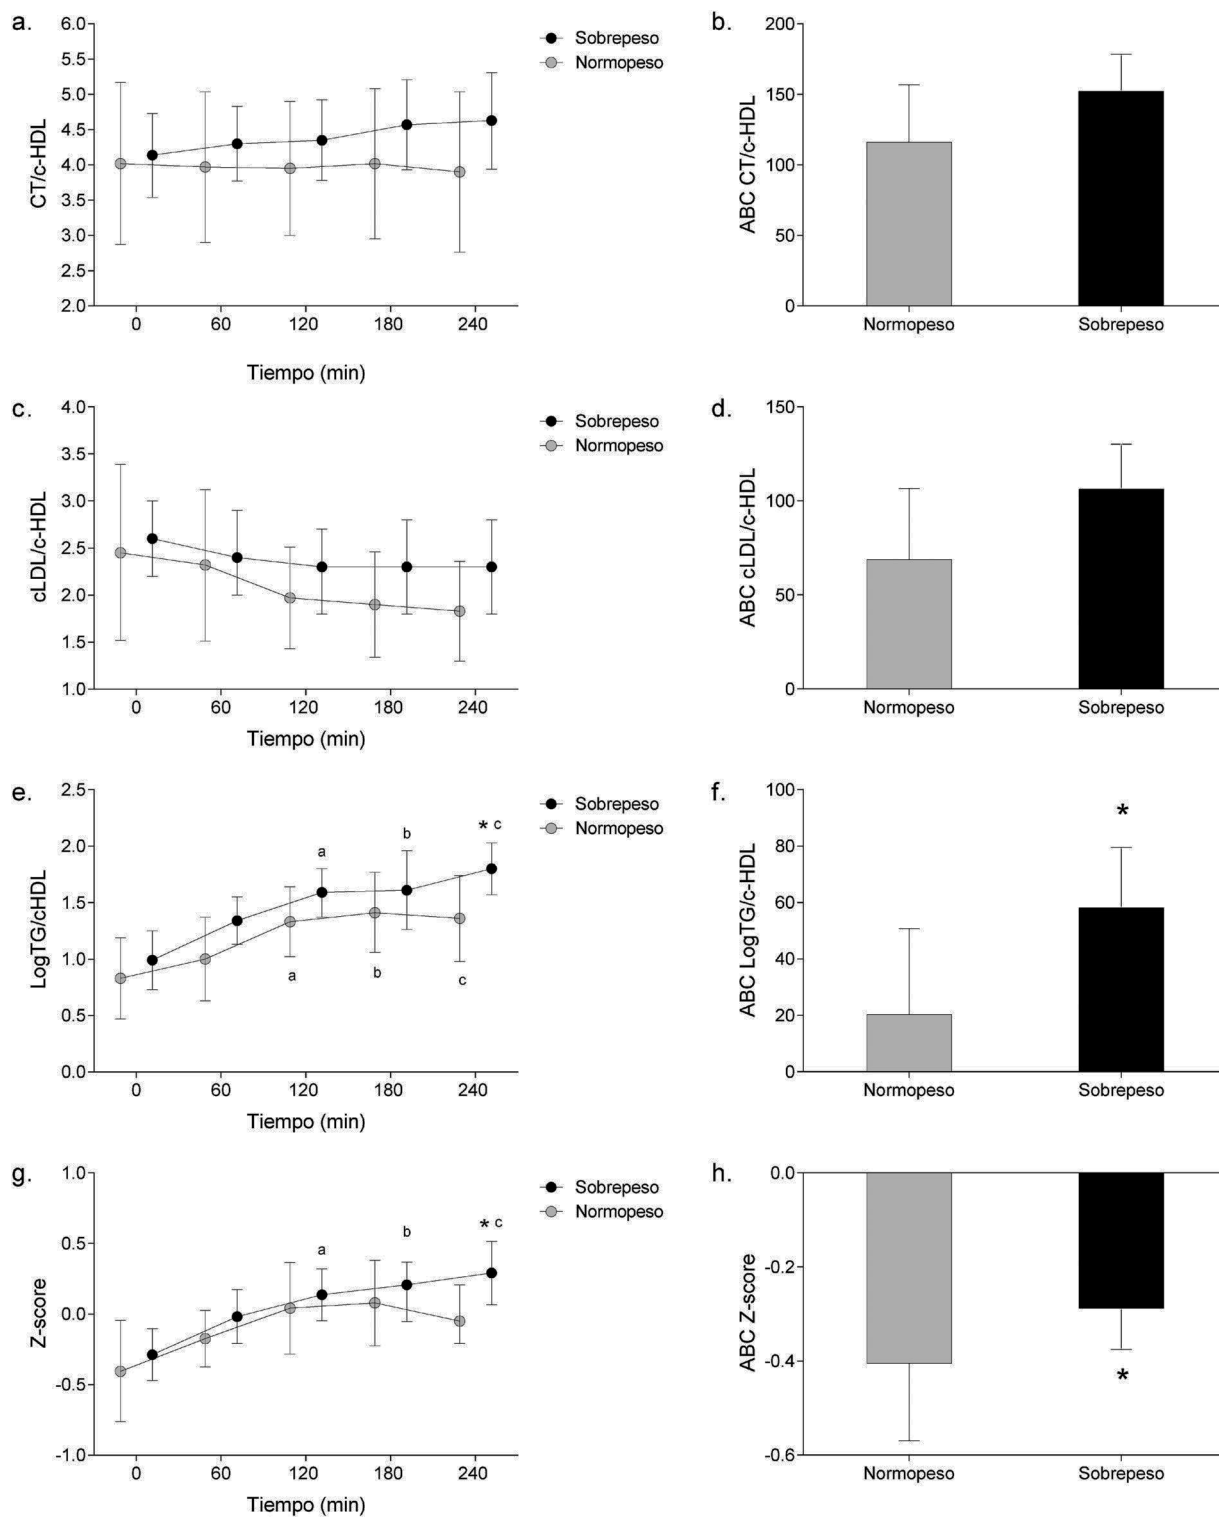 a.
6.0
5.5
5.0
4.5
4.0
3.5
3.0
2.5
2.0
CT/c-HDL
0 60 120 180 240
Tiempo (min)
Sobrepeso
Normopeso
b.
200
150
100
50
0
ABC CT/c-HDL
Normopeso Sobrepeso
c.
4.0
3.5
3.0
2.5
2.0
1.5
1.0
cLDL/c-HDL
0 60 120 180 240
Tiempo (min)
Sobrepeso
Normopeso
d.
150
100
50
0
ABC cLDL/c-HDL
Normopeso Sobrepeso
e.
2.5
2.0
1.5
1.0
0.5
0.0
LogTG/cHDL
a b * c
a b c
0 60 120 180 240
Tiempo (min)
Sobrepeso
Normopeso
f.
100
80
60
40
20
0
ABC LogTG/c-HDL
*
Normopeso Sobrepeso
g.
1.0
0.5
0.0
-0.5
-1.0
Z-score
a b * c
0 60 120 180 240
Tiempo (min)
Sobrepeso
Normopeso
h.
0.0
-0.2
-0.4
-0.6
ABC Z-score
*
Normopeso Sobrepeso